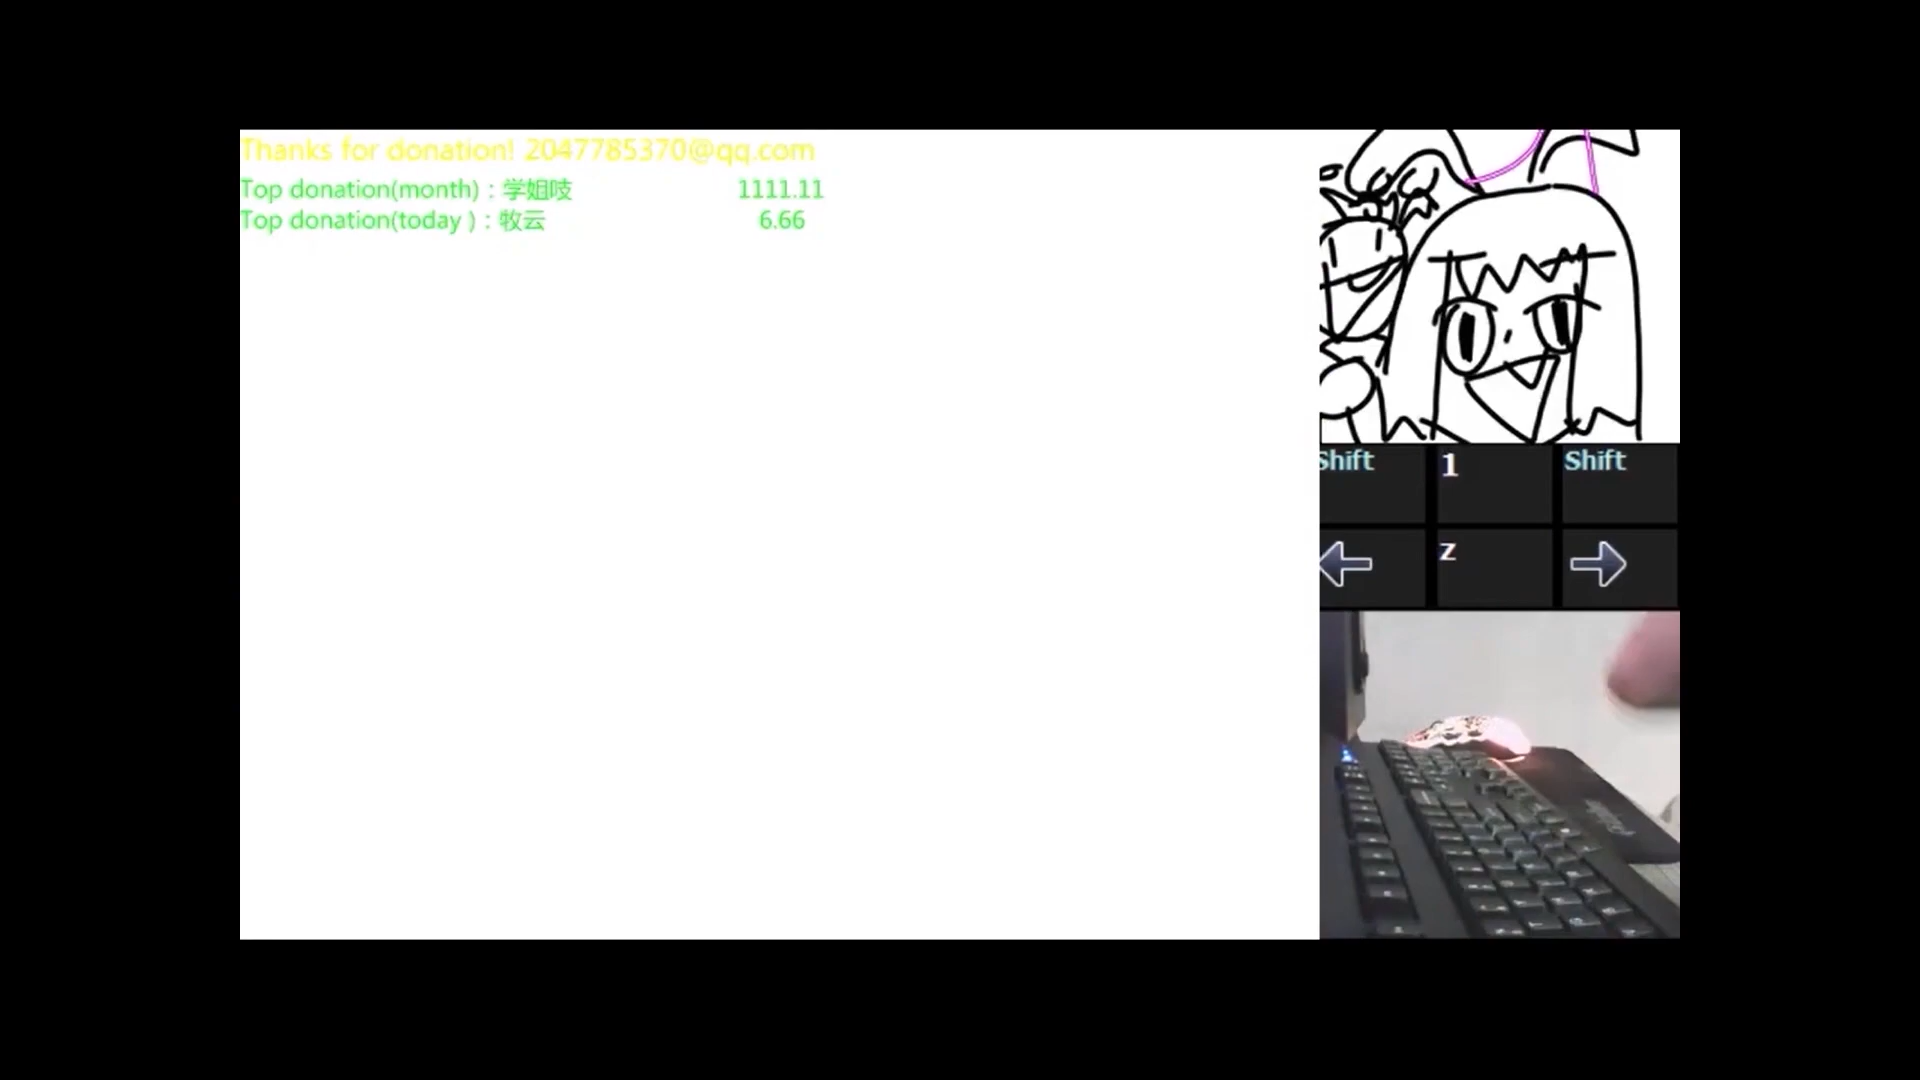 Thanks for donation! 2047785370@qq.com
Top donation(month) : 学姐吱 1111.11
Top donation(today ) : 牧云 6.66
Shift 1 Shift
z